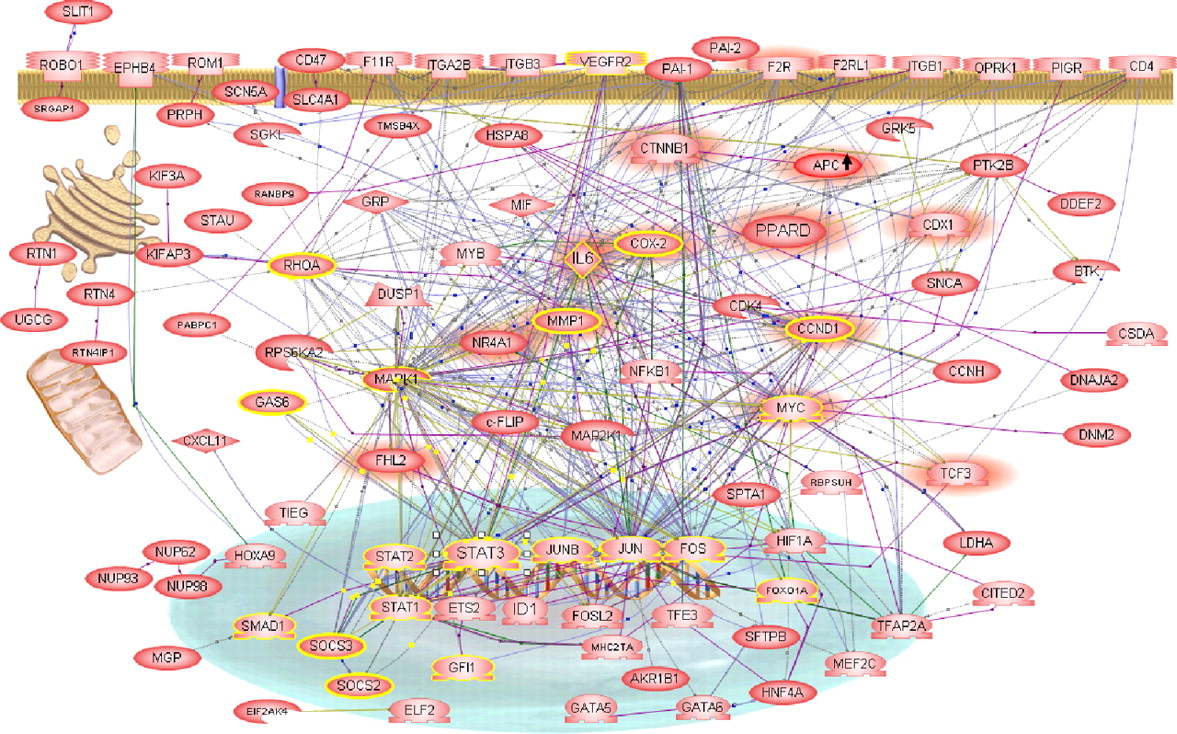 SLIT1
ROBO1
EPHB4
ROM1
CD47
F11R
ITGA2B
ITGB3
VEGFR2
PAI-1
PAI-2
F2R
F2RL1
ITGB1
OPRK1
PIGR
CD4
SRGAP1
PRPH
SCN5A
SLC4A1
SGKL
TMSB4X
HSPA8
CTNNB1
GRK5
APC
PTK2B
KIF3A
RANBP9
GRP
MIF
DDEF2
STAU
PPARD
CDX1
RTN1
KIFAP3
RHOA
MYB
IL6
COX-2
BTK
RTN4
DUSP1
CDK4
SNCA
UGCG
PABPC1
MMP1
CCND1
CSDA
RTN4IP1
RPS6KA2
NR4A1
NFKB1
CCNH
MAPK1
DNAJA2
GAS6
MYC
c-FLIP
MAP2K1
DNM2
CXCL11
FHL2
TCF3
RBPSUH
SPTA1
TIEG
HIF1A
LDHA
NUP62
HOXA9
STAT2
STAT3
JUNB
JUN
FOS
NUP93
NUP98
FOXO1A
CITED2
STAT1
ETS2
ID1
FOSL2
TFE3
SMAD1
TFAP2A
SOCS3
MHC2TA
SFTPB
MGP
GFI1
MEF2C
SOCS2
AKR1B1
HNF4A
EIF2AK4
ELF2
GATA5
GATA6